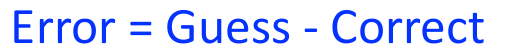 Error = Guess - Correct